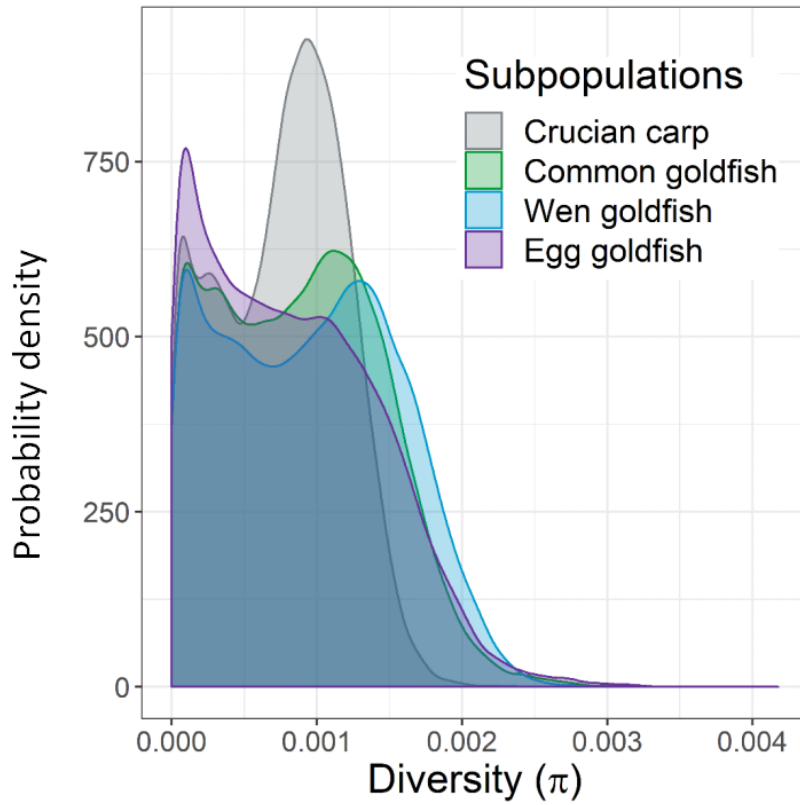 Subpopulations
Crucian carp
Common goldfish
Wen goldfish
Egg goldfish
Probability density
750
500
250
0
0.000 0.001 0.002 0.003 0.004
Diversity (π)